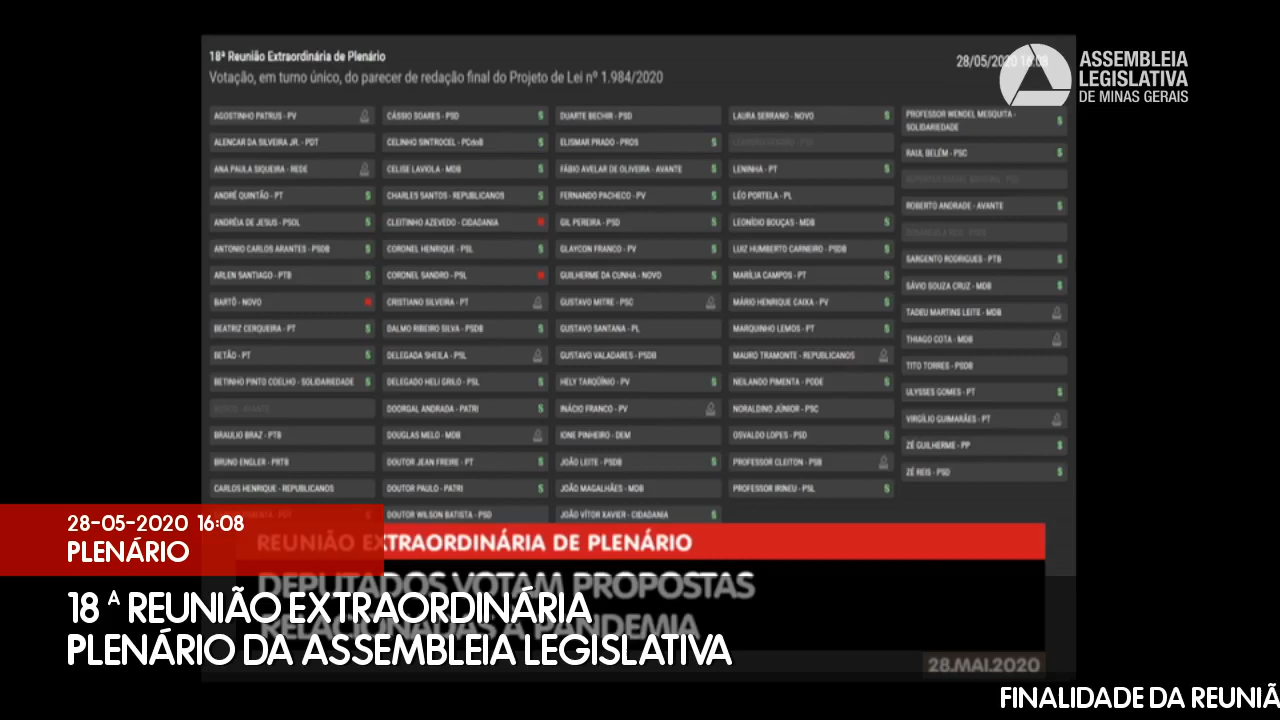 18ª Reunião Extraordinária de Plenário
Votação, em turno único, do parecer de redação final do Projeto de Lei nº 1.984/2020
28/05/2020 16:08
ASSEMBLEIA
LEGISLATIVA
DE MINAS GERAIS
AGOSTINHO PATRUS - PV
ALENCAR DA SILVEIRA JR. - PDT
ANA PAULA SIQUEIRA - REDE
ANDRÉ QUINTÃO - PT S
ANDRÉIA DE JESUS - PSOL S
ANTONIO CARLOS ARANTES - PSDB S
ARLEN SANTIAGO - PTB S
BARTÔ - NOVO
BEATRIZ CERQUEIRA - PT S
BETÃO - PT S
BETINHO PINTO COELHO - SOLIDARIEDADE S
BRAULIO BRAZ - PTB
BRUNO ENGLER - PRTB
CARLOS HENRIQUE - REPUBLICANOS
CÁSSIO SOARES - PSD S
CELINHO SINTROCEL - PCdoB S
CELISE LAVIOLA - MDB S
CHARLES SANTOS - REPUBLICANOS S
CLEITINHO AZEVEDO - CIDADANIA
CORONEL HENRIQUE - PSL S
CORONEL SANDRO - PSL
CRISTIANO SILVEIRA - PT
DALMO RIBEIRO SILVA - PSDB S
DELEGADA SHEILA - PSL
DELEGADO HELI GRILO - PSL S
DOORGAL ANDRADA - PATRI S
DOUGLAS MELO - MDB
DOUTOR JEAN FREIRE - PT S
DOUTOR PAULO - PATRI S
DOUTOR WILSON BATISTA - PSD
DUARTE BECHIR - PSD
ELISMAR PRADO - PROS S
FÁBIO AVELAR DE OLIVEIRA - AVANTE S
FERNANDO PACHECO - PV S
GIL PEREIRA - PSD S
GLAYCON FRANCO - PV S
GUILHERME DA CUNHA - NOVO S
GUSTAVO MITRE - PSC
GUSTAVO SANTANA - PL
GUSTAVO VALADARES - PSDB
HELY TARQÜÍNIO - PV S
INÁCIO FRANCO - PV
IONE PINHEIRO - DEM
JOÃO LEITE - PSDB S
JOÃO MAGALHÃES - MDB
JOÃO VÍTOR XAVIER - CIDADANIA S
LAURA SERRANO - NOVO S
LENINHA - PT S
LÉO PORTELA - PL
LEONÍDIO BOUÇAS - MDB S
LUIZ HUMBERTO CARNEIRO - PSDB S
MARÍLIA CAMPOS - PT S
MÁRIO HENRIQUE CAIXA - PV S
MARQUINHO LEMOS - PT S
MAURO TRAMONTE - REPUBLICANOS
NEILANDO PIMENTA - PODE S
NORALDINO JÚNIOR - PSC
OSVALDO LOPES - PSD S
PROFESSOR CLEITON - PSB
PROFESSOR IRINEU - PSL S
PROFESSOR WENDEL MESQUITA -
SOLIDARIEDADE S
RAUL BELÉM - PSC S
ROBERTO ANDRADE - AVANTE S
SARGENTO RODRIGUES - PTB S
SÁVIO SOUZA CRUZ - MDB S
TADEU MARTINS LEITE - MDB
THIAGO COTA - MDB
TITO TORRES - PSDB
ULYSSES GOMES - PT S
VIRGÍLIO GUIMARÃES - PT
ZÉ GUILHERME - PP S
ZÉ REIS - PSD S
REUNIÃO EXTRAORDINÁRIA DE PLENÁRIO
DEPUTADOS VOTAM PROPOSTAS
RELACIONADAS À PANDEMIA
28.MAI.2020
28-05-2020 16:08
PLENÁRIO
18 ª REUNIÃO EXTRAORDINÁRIA
PLENÁRIO DA ASSEMBLEIA LEGISLATIVA
FINALIDADE DA REUNIÃ